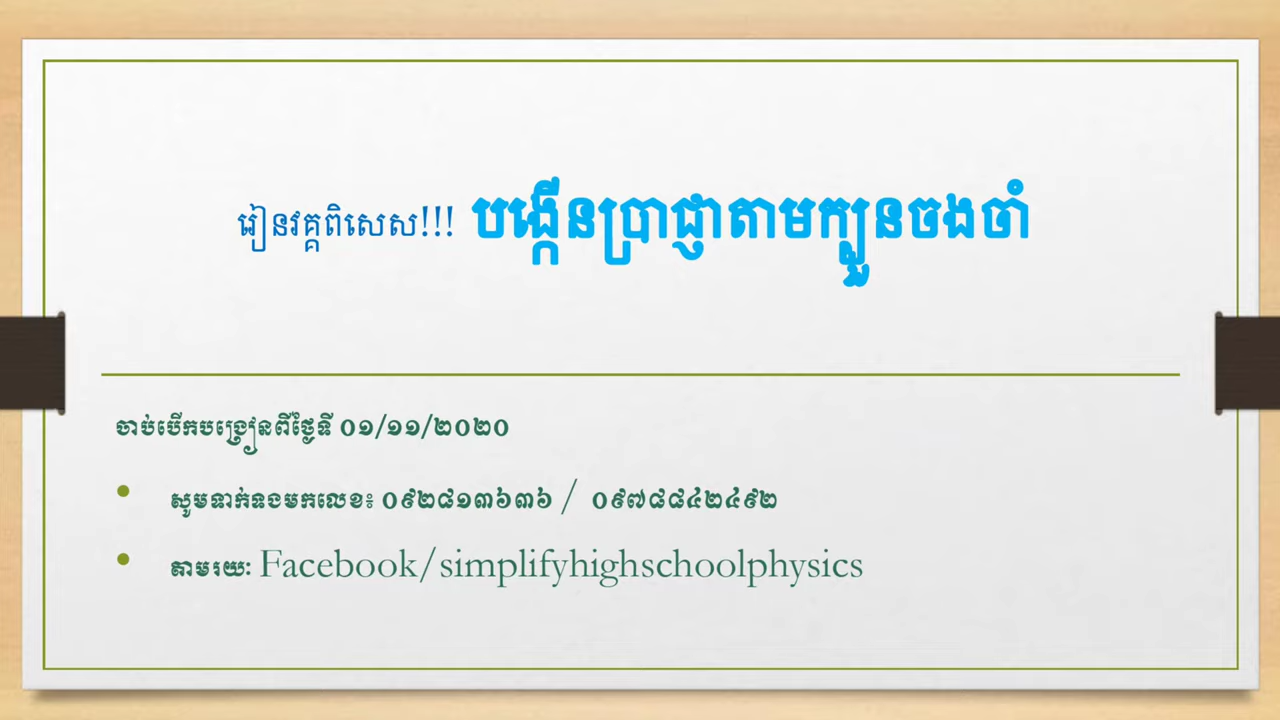 រៀនវគ្គពិសេស!!! បង្កើនប្រាជ្ញាតាមក្បួនចងចាំ
ចាប់បើកបង្រៀនពីថ្ងៃទី ០១/១១/២០២០
សូមទាក់ទងមកលេខ៖ ០៩២៨១៣៦៣៦ / ០៩៧៨៨៤២៤៩២
តាមរយៈ Facebook/simplifyhighschoolphysics